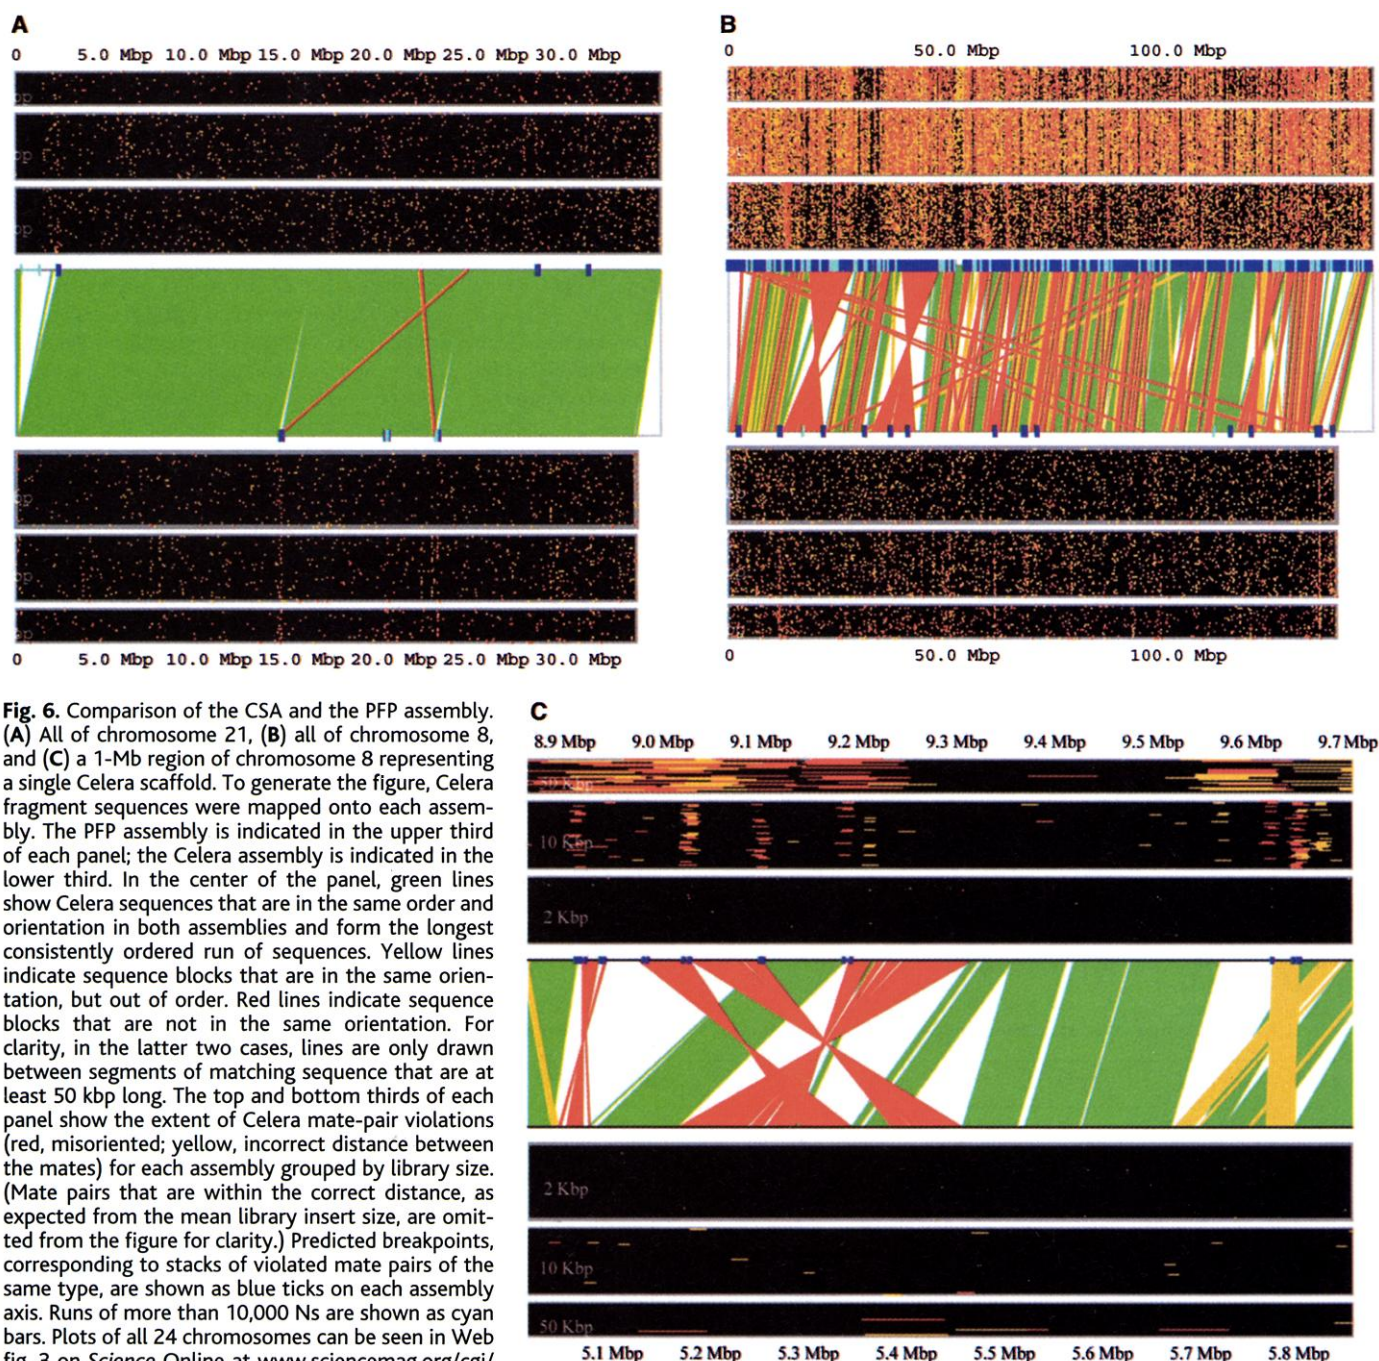 A
0 5.0 Mbp 10.0 Mbp 15.0 Mbp 20.0 Mbp 25.0 Mbp 30.0 Mbp
0 5.0 Mbp 10.0 Mbp 15.0 Mbp 20.0 Mbp 25.0 Mbp 30.0 Mbp
B
0 50.0 Mbp 100.0 Mbp
0 50.0 Mbp 100.0 Mbp
Fig. 6. Comparison of the CSA and the PFP assembly.
(A) All of chromosome 21, (B) all of chromosome 8,
and (C) a 1-Mb region of chromosome 8 representing
a single Celera scaffold. To generate the figure, Celera
fragment sequences were mapped onto each assem-
bly. The PFP assembly is indicated in the upper third
of each panel; the Celera assembly is indicated in the
lower third. In the center of the panel, green lines
show Celera sequences that are in the same order and
orientation in both assemblies and form the longest
consistently ordered run of sequences. Yellow lines
indicate sequence blocks that are in the same orien-
tation, but out of order. Red lines indicate sequence
blocks that are not in the same orientation. For
clarity, in the latter two cases, lines are only drawn
between segments of matching sequence that are at
least 50 kbp long. The top and bottom thirds of each
panel show the extent of Celera mate-pair violations
(red, misoriented; yellow, incorrect distance between
the mates) for each assembly grouped by library size.
(Mate pairs that are within the correct distance, as
expected from the mean library insert size, are omit-
ted from the figure for clarity.) Predicted breakpoints,
corresponding to stacks of violated mate pairs of the
same type, are shown as blue ticks on each assembly
axis. Runs of more than 10,000 Ns are shown as cyan
bars. Plots of all 24 chromosomes can be seen in Web
fig. 3 on Science Online at www.sciencemag.org/cgi/
C
8.9 Mbp 9.0 Mbp 9.1 Mbp 9.2 Mbp 9.3 Mbp 9.4 Mbp 9.5 Mbp 9.6 Mbp 9.7 Mbp
50 Kbp
10 Kbp
2 Kbp
2 Kbp
10 Kbp
50 Kbp
5.1 Mbp 5.2 Mbp 5.3 Mbp 5.4 Mbp 5.5 Mbp 5.6 Mbp 5.7 Mbp 5.8 Mbp